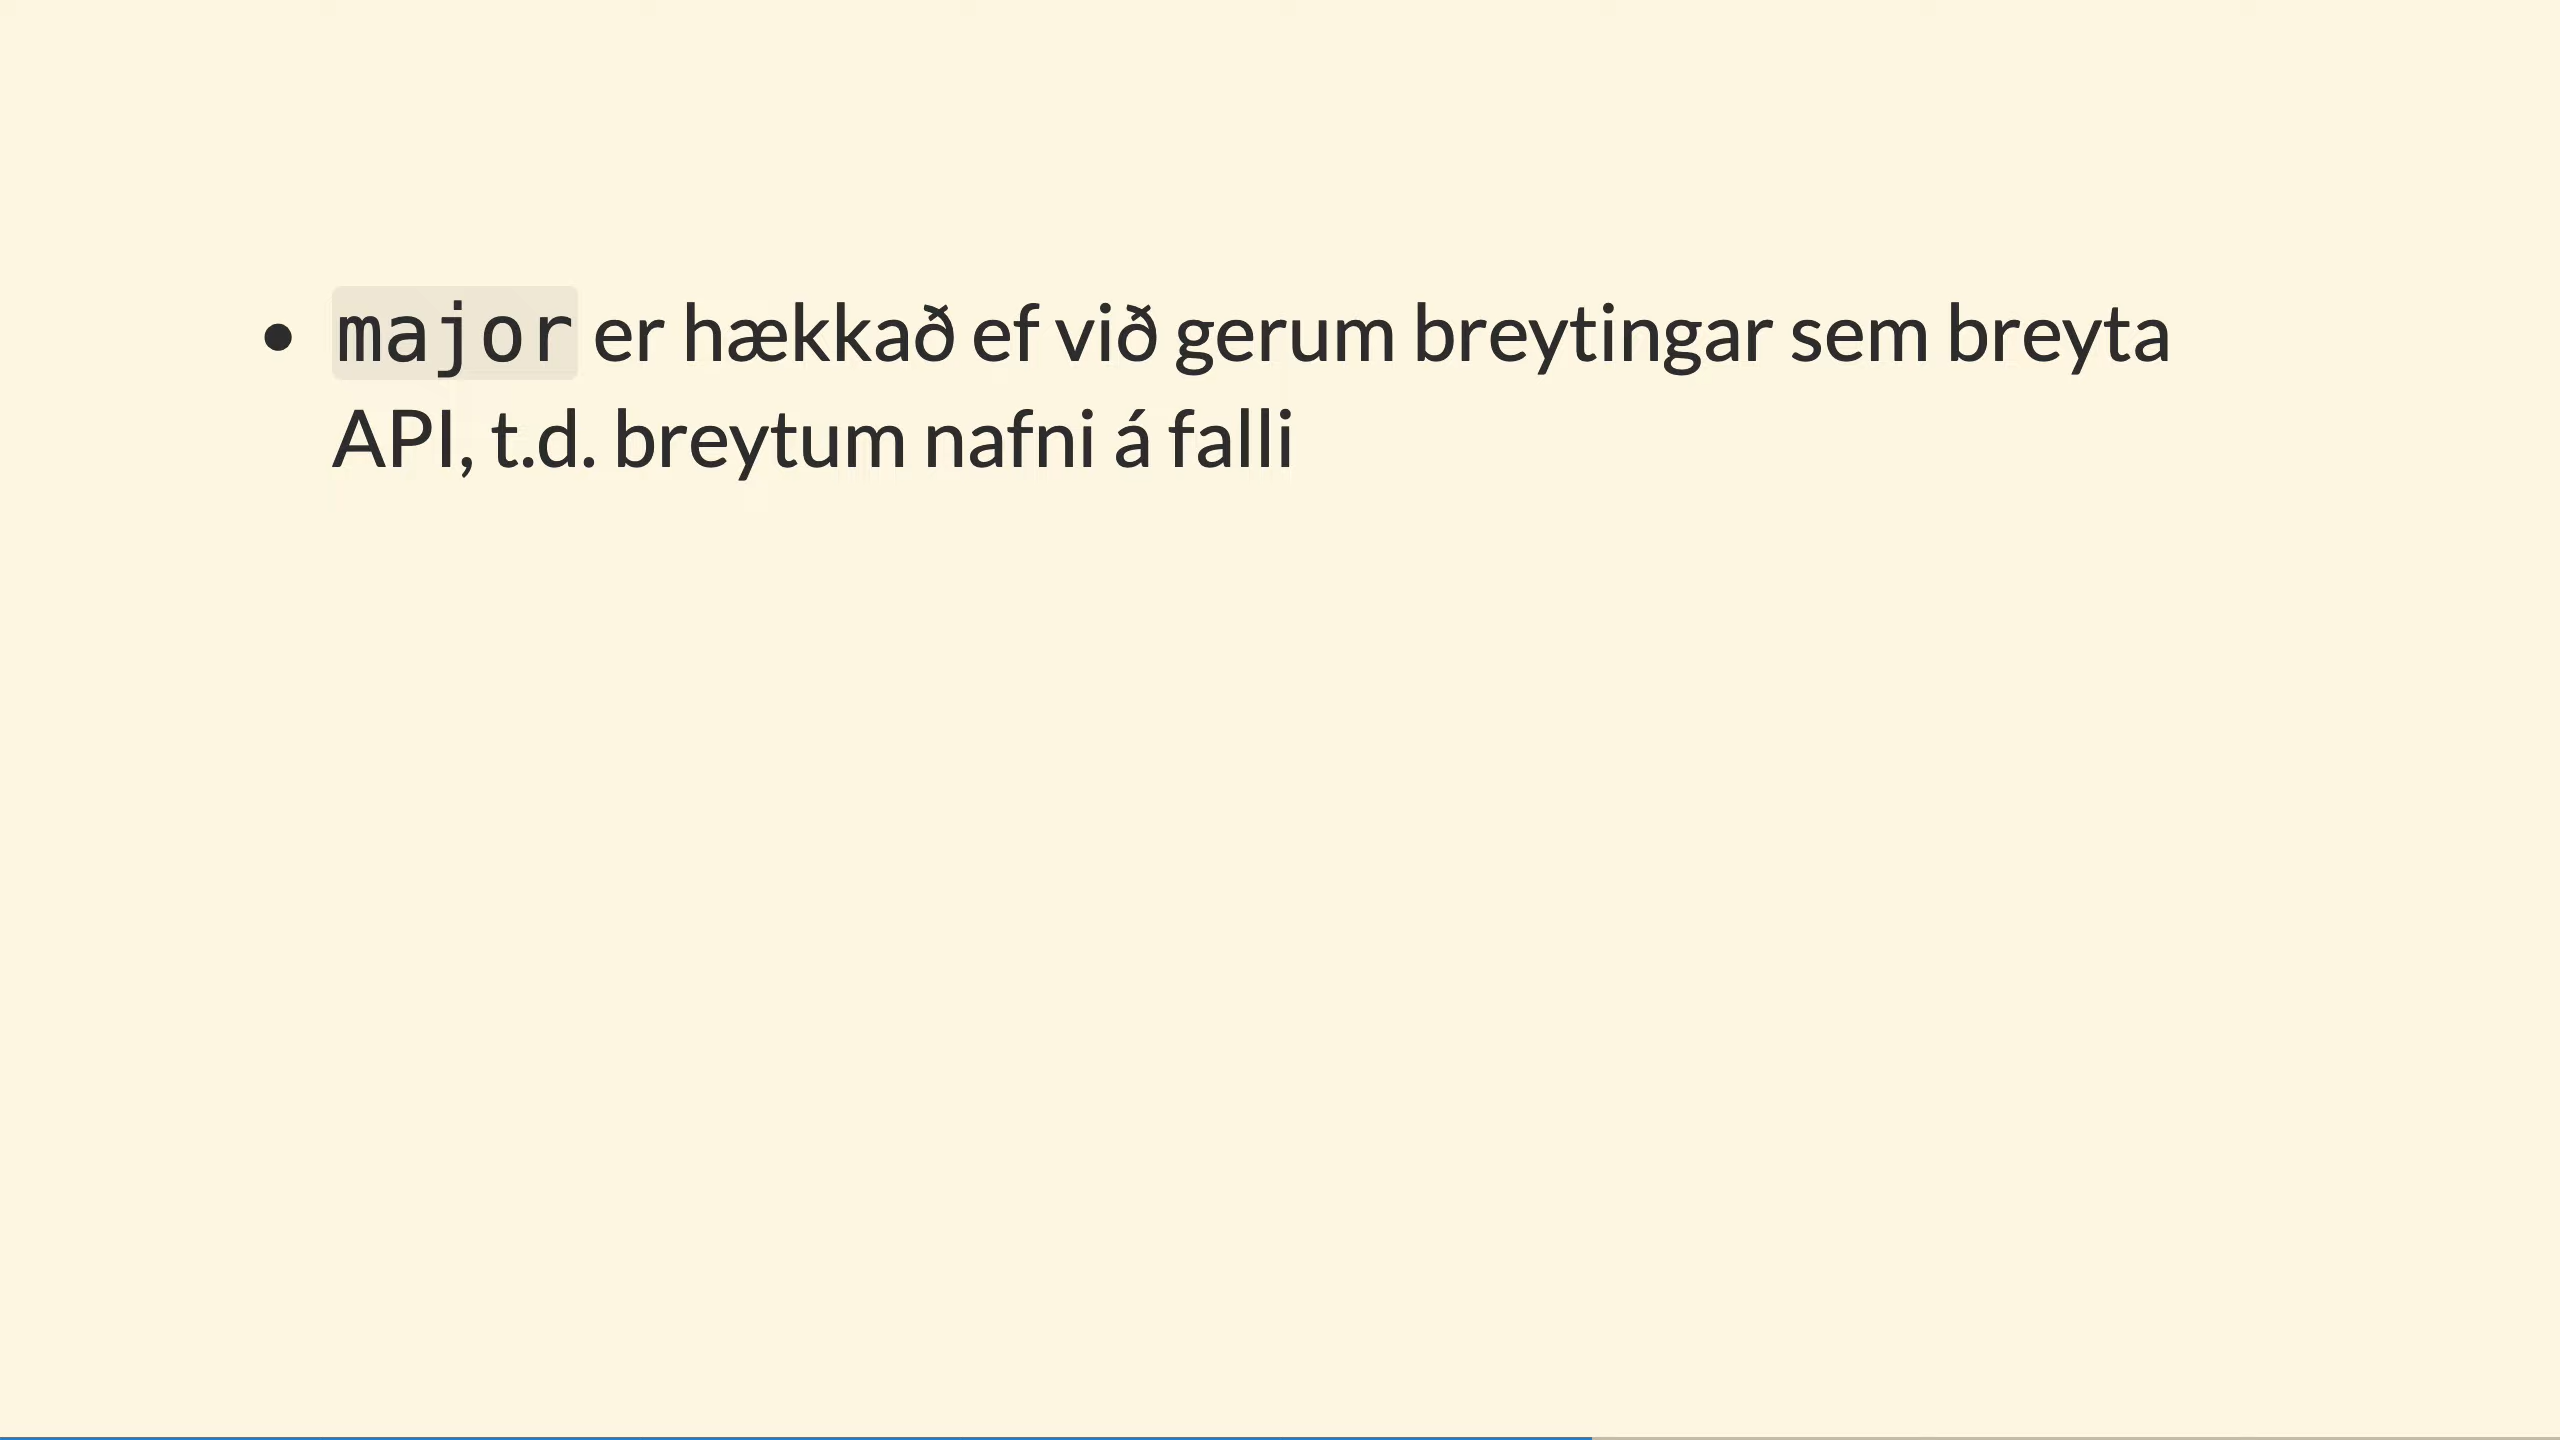 • major er hækkað ef við gerum breytingar sem breyta
API, t.d. breytum nafni á falli